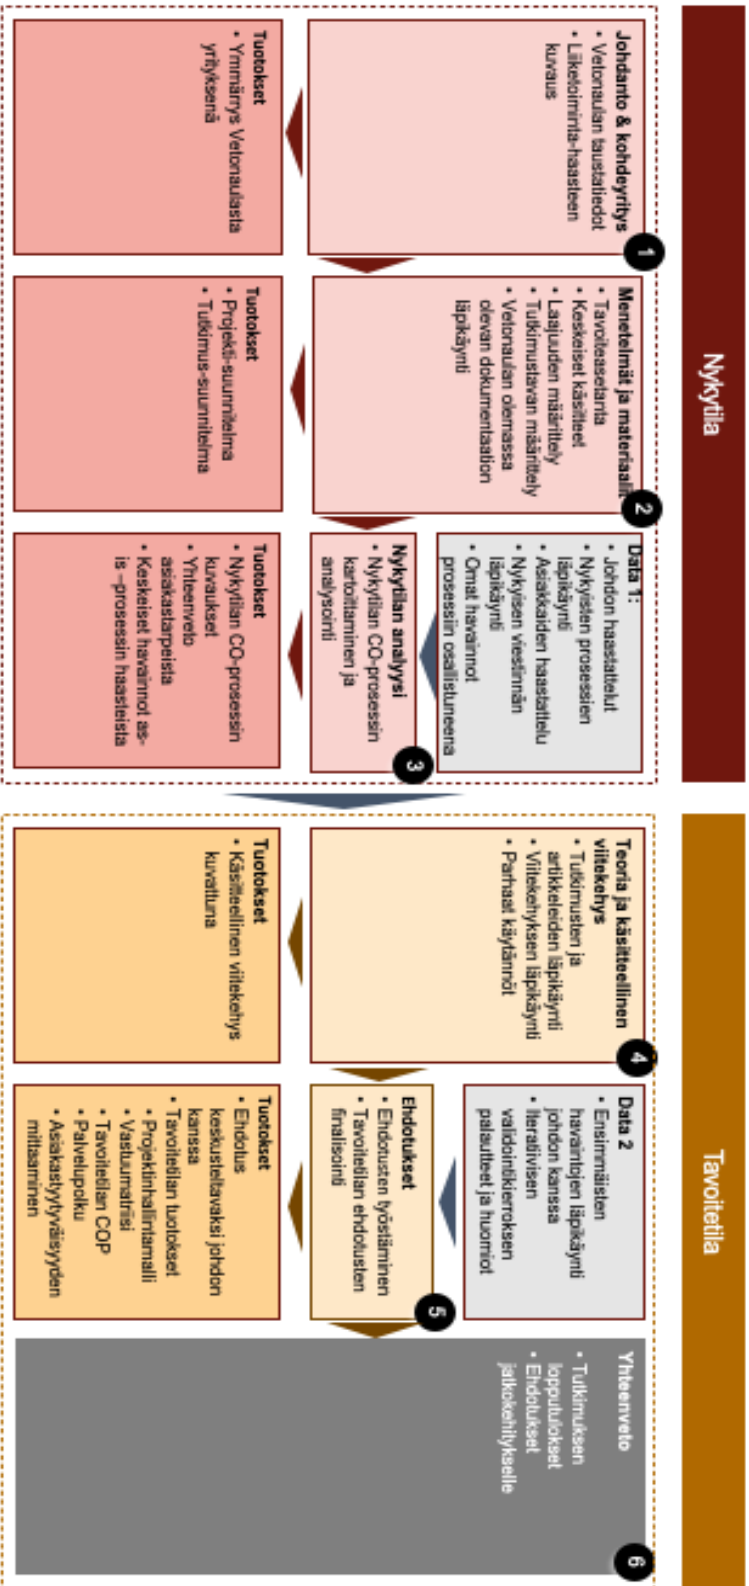 Nykytila
Johdanto & kohdeyritys
• Vetonaulan taustatiedot
• Liiketoiminta-haasteen
kuvaus
1
Tuotokset
• Ymmärrys Vetonaulasta
yrityksenä
Menetelmät ja materiaalit
• Tavoiteasetanta
• Keskeiset käsitteet
• Laajuuden määrittely
• Tutkimustavan määrittely
• Vetonaulan olemassa
olevan dokumentaation
läpikäynti
2
Tuotokset
• Projekti-suunnitelma
• Tutkimus-suunnitelma
Data 1:
• Johdon haastattelut
• Nykyisten prosessien
läpikäynti
• Asiakkaiden haastattelu
• Nykyisen viestinnän
läpikäynti
• Omat havainnot
prosessiin osallistuneena
Nykytilan analyysi
• Nykytilan CO-prosessin
kartoittaminen ja
analysointi
3
Tuotokset
• Nykytilan CO-prosessin
kuvaukset
• Yhteenveto
asiakastarpeista
• Keskeiset havainnot as-
is –prosessin haasteista
Tavoitetila
Teoria ja käsitteellinen
viitekehys
• Tutkimusten ja
artikkeleiden läpikäynti
• Viitekehyksen läpikäynti
• Parhaat käytännöt
4
Tuotokset
• Käsitteellinen viitekehys
kuvattuna
Data 2
• Ensimmäisten
havaintojen läpikäynti
johdon kanssa
• Iteratiivisen
validointikierroksen
palautteet ja huomiot
Ehdotukset
• Ehdotusten työstäminen
• Tavoitetilan ehdotusten
finalisointi
5
Tuotokset
• Ehdotus
keskusteltavaksi johdon
kanssa
• Tavoitetilan tuotokset
• Projektinhallintamalli
• Vastuumatriisi
• Tavoitetilan COP
• Palvelupolku
• Asiakastyytyväisyyden
mittaaminen
Yhteenveto
• Tutkimuksen
lopputulokset
• Ehdotukset
jatkokehitykselle
6